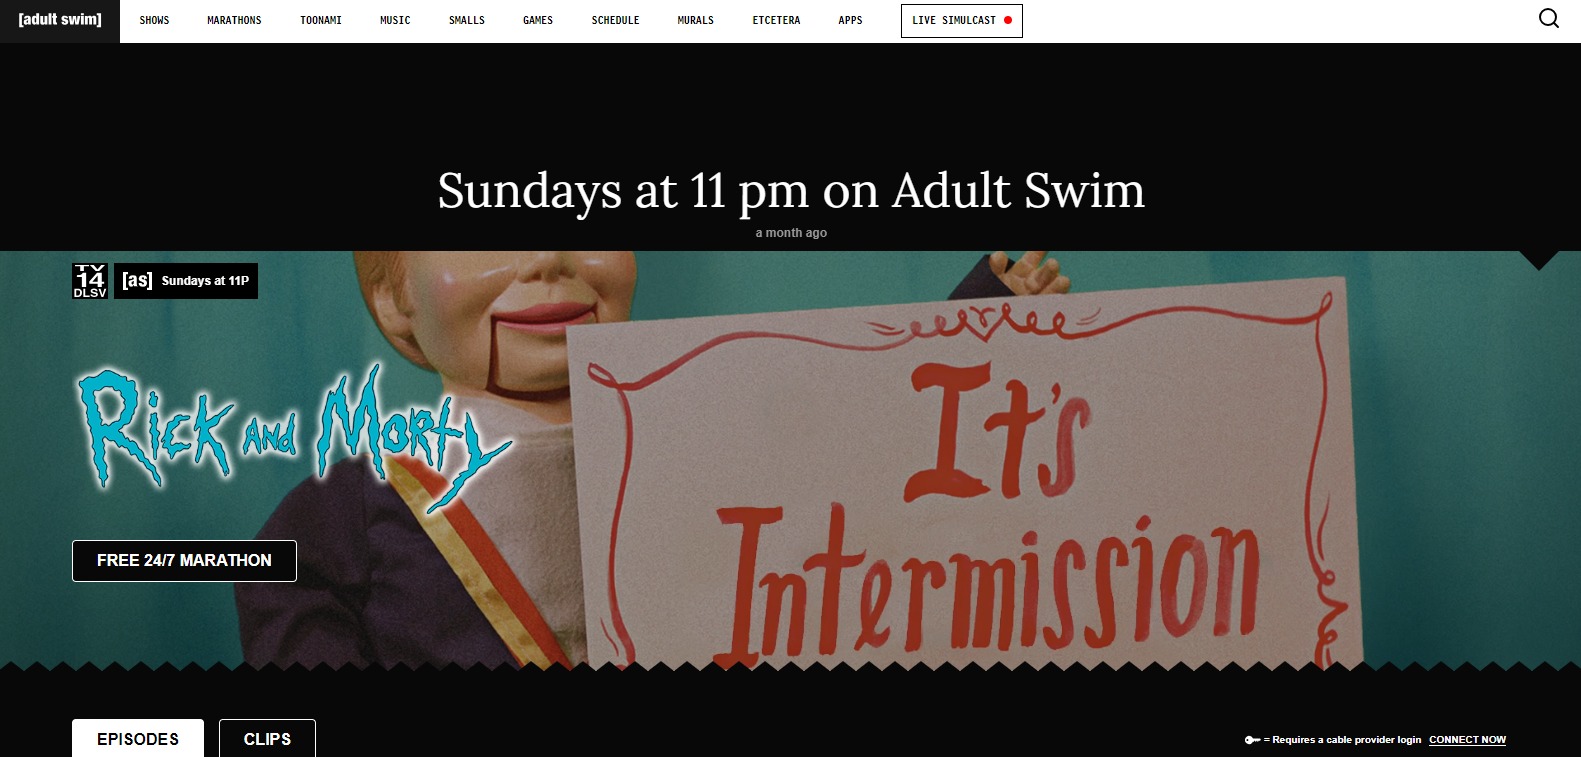 [adult swim]
SHOWS
MARATHONS
TOONAMI
MUSIC
SMALLS
GAMES
SCHEDULE
MURALS
ETCETERA
APPS
LIVE SIMULCAST
Sundays at 11 pm on Adult Swim
a month ago
TV
14
DLSV
[as] Sundays at 11P
Rick and Morty
It's
Intermission
FREE 24/7 MARATHON
EPISODES
CLIPS
= Requires a cable provider login CONNECT NOW